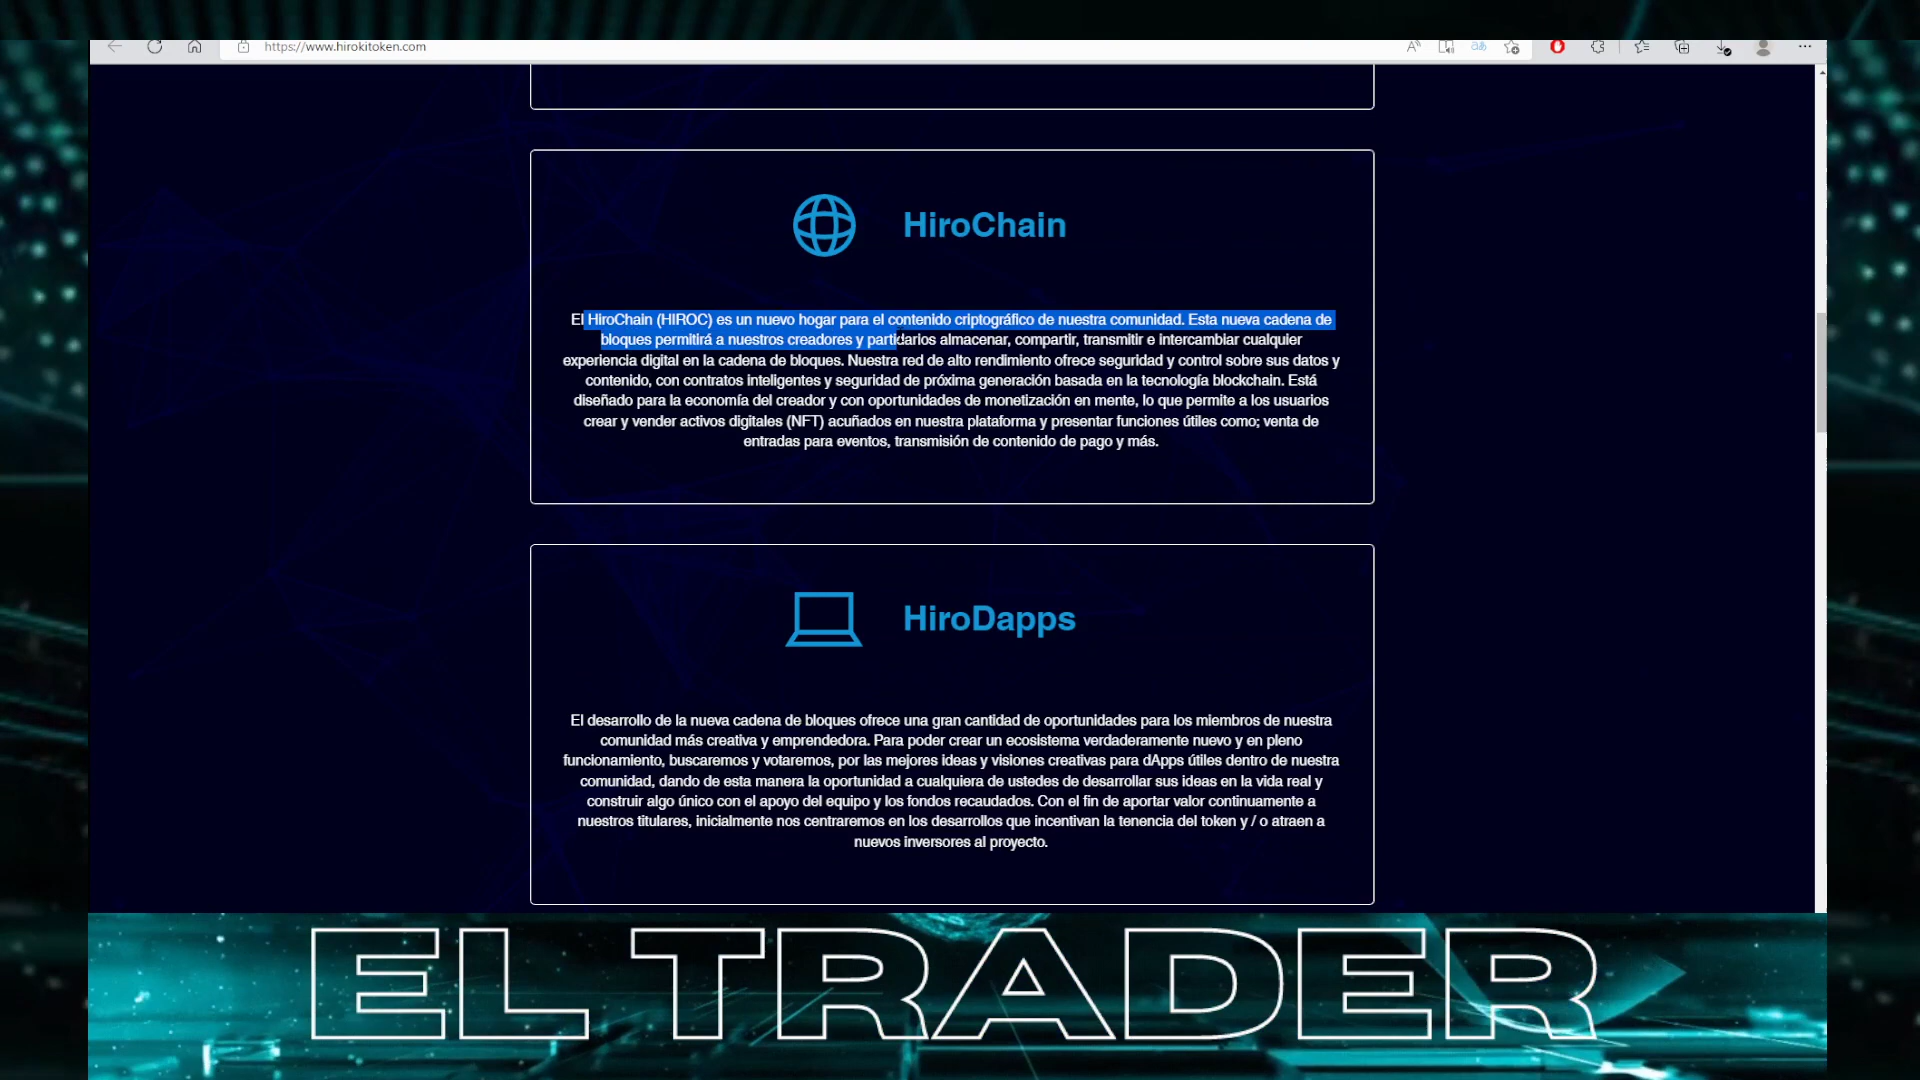 https://www.hirokitoken.com
HiroChain
El HiroChain (HIROC) es un nuevo hogar para el contenido criptográfico de nuestra comunidad. Esta nueva cadena de
bloques permitirá a nuestros creadores y partidarios almacenar, compartir, transmitir e intercambiar cualquier
experiencia digital en la cadena de bloques. Nuestra red de alto rendimiento ofrece seguridad y control sobre sus datos y
contenido, con contratos inteligentes y seguridad de próxima generación basada en la tecnología blockchain. Está
diseñado para la economía del creador y con oportunidades de monetización en mente, lo que permite a los usuarios
crear y vender activos digitales (NFT) acuñados en nuestra plataforma y presentar funciones útiles como; venta de
entradas para eventos, transmisión de contenido de pago y más.
HiroDapps
El desarrollo de la nueva cadena de bloques ofrece una gran cantidad de oportunidades para los miembros de nuestra
comunidad más creativa y emprendedora. Para poder crear un ecosistema verdaderamente nuevo y en pleno
funcionamiento, buscaremos y votaremos, por las mejores ideas y visiones creativas para dApps útiles dentro de nuestra
comunidad, dando de esta manera la oportunidad a cualquiera de ustedes de desarrollar sus ideas en la vida real y
construir algo único con el apoyo del equipo y los fondos recaudados. Con el fin de aportar valor continuamente a
nuestros titulares, inicialmente nos centraremos en los desarrollos que incentivan la tenencia del token y / o atraen a
nuevos inversores al proyecto.
EL TRADER